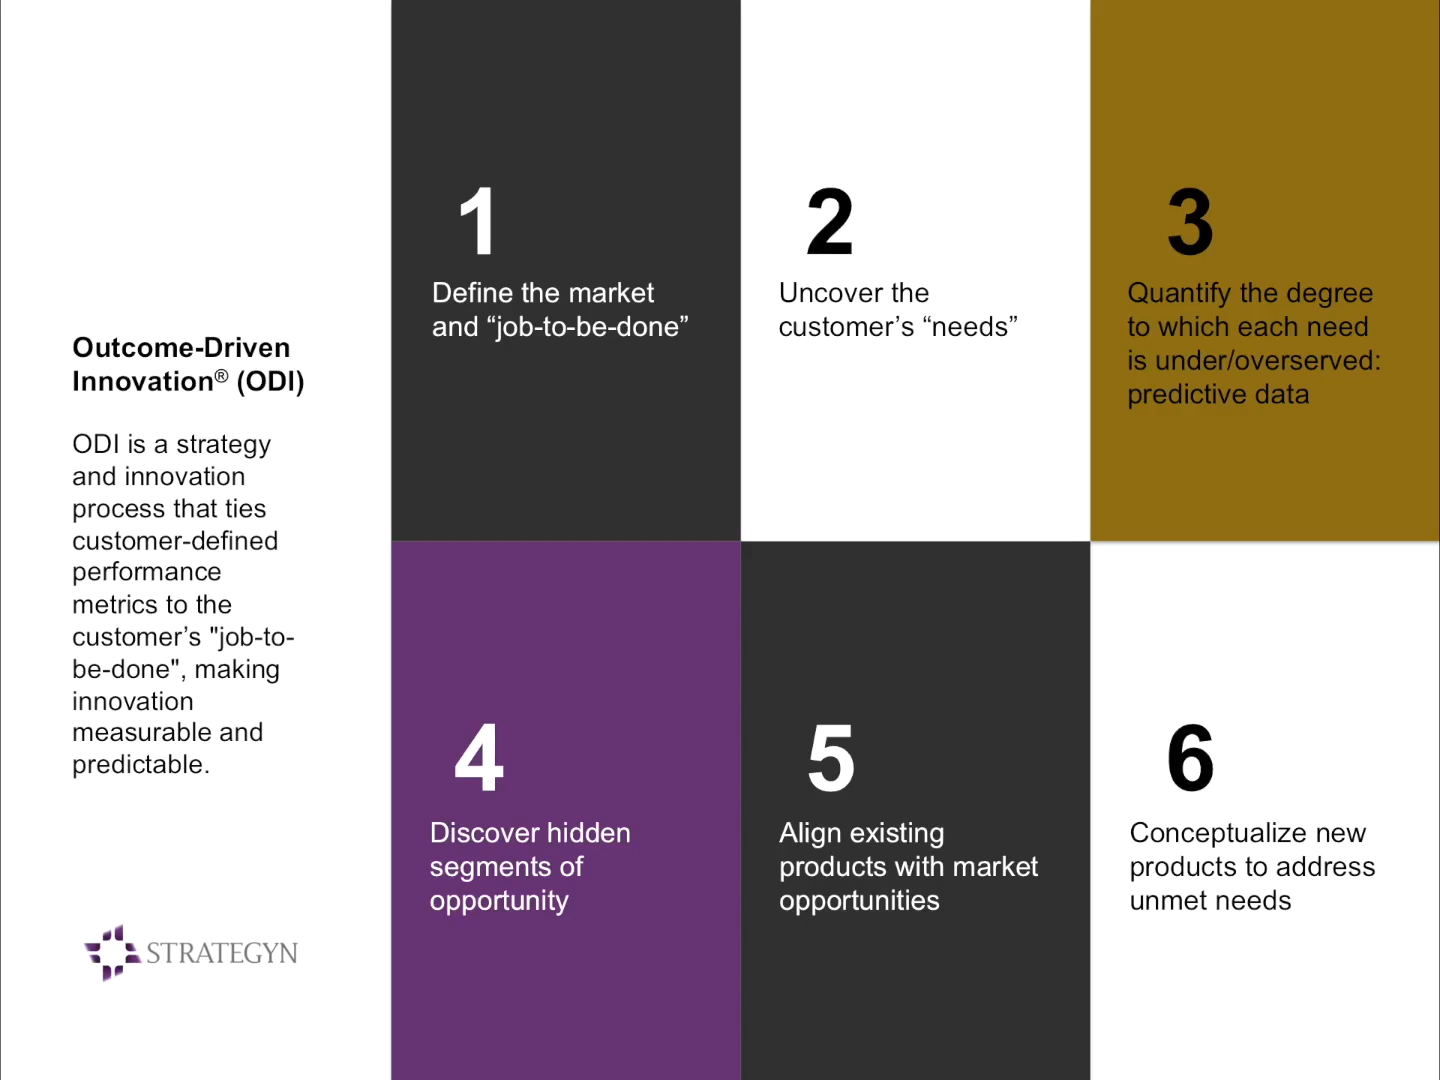 Outcome-Driven
Innovation® (ODI)
ODI is a strategy
and innovation
process that ties
customer-defined
performance
metrics to the
customer’s "job-to-
be-done", making
innovation
measurable and
predictable.
STRATEGYN
1
Define the market
and “job-to-be-done”
2
Uncover the
customer’s “needs”
3
Quantify the degree
to which each need
is under/overserved:
predictive data
4
Discover hidden
segments of
opportunity
5
Align existing
products with market
opportunities
6
Conceptualize new
products to address
unmet needs